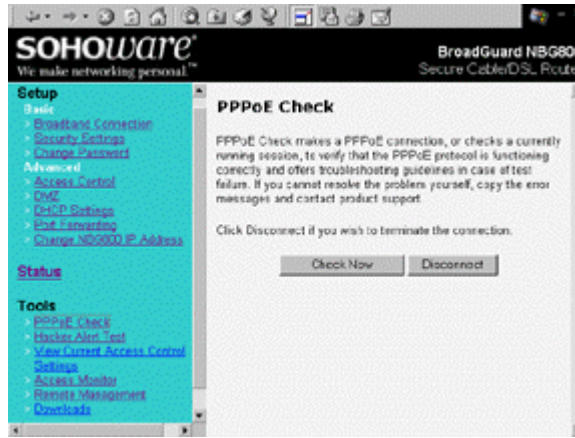 SOHOware
We make networking personal.™
BroadGuard NBG80
Secure Cable/DSL Route
Setup
Basic
> Broadband Connection
> Security Settings
> Change Password
Advanced
> Access Control
> DMZ
> DHCP Settings
> Port Forwarding
> Change NBG800 IP Address
Status
Tools
> PPPoE Check
> Hacker Alert Test
> View Current Access Control
Settings
> Access Monitor
> Remote Management
> Downloads
PPPoE Check
PPPoE Check makes a PPPoE connection, or checks a currently
running session, to verify that the PPPoE protocol is functioning
correctly and offers troubleshooting guidelines in case of test
failure. If you cannot resolve the problem yourself, copy the error
messages and contact product support.
Click Disconnect if you wish to terminate the connection.
Check Now
Disconnect